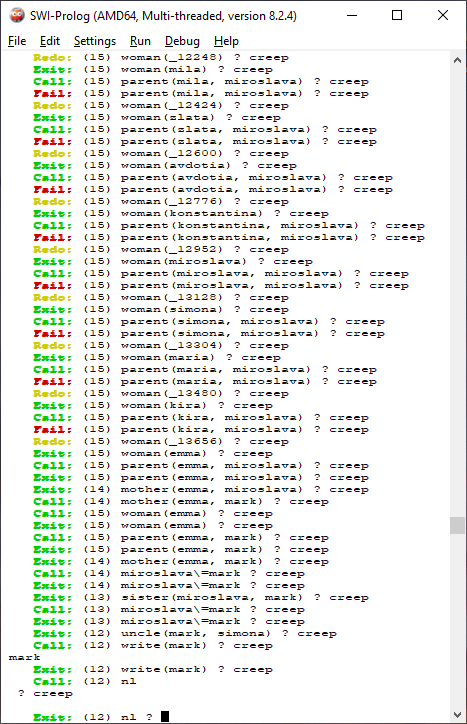 SWI-Prolog (AMD64, Multi-threaded, version 8.2.4)
File Edit Settings Run Debug Help
Redo: (15) woman(_12248) ? creep
Exit: (15) woman(mila) ? creep
Call: (15) parent(mila, miroslava) ? creep
Fail: (15) parent(mila, miroslava) ? creep
Redo: (15) woman(_12424) ? creep
Exit: (15) woman(zlata) ? creep
Call: (15) parent(zlata, miroslava) ? creep
Fail: (15) parent(zlata, miroslava) ? creep
Redo: (15) woman(_12600) ? creep
Exit: (15) woman(avdotia) ? creep
Call: (15) parent(avdotia, miroslava) ? creep
Fail: (15) parent(avdotia, miroslava) ? creep
Redo: (15) woman(_12776) ? creep
Exit: (15) woman(konstantina) ? creep
Call: (15) parent(konstantina, miroslava) ? creep
Fail: (15) parent(konstantina, miroslava) ? creep
Redo: (15) woman(_12952) ? creep
Exit: (15) woman(miroslava) ? creep
Call: (15) parent(miroslava, miroslava) ? creep
Fail: (15) parent(miroslava, miroslava) ? creep
Redo: (15) woman(_13128) ? creep
Exit: (15) woman(simona) ? creep
Call: (15) parent(simona, miroslava) ? creep
Fail: (15) parent(simona, miroslava) ? creep
Redo: (15) woman(_13304) ? creep
Exit: (15) woman(maria) ? creep
Call: (15) parent(maria, miroslava) ? creep
Fail: (15) parent(maria, miroslava) ? creep
Redo: (15) woman(_13480) ? creep
Exit: (15) woman(kira) ? creep
Call: (15) parent(kira, miroslava) ? creep
Fail: (15) parent(kira, miroslava) ? creep
Redo: (15) woman(_13656) ? creep
Exit: (15) woman(emma) ? creep
Call: (15) parent(emma, miroslava) ? creep
Exit: (15) parent(emma, miroslava) ? creep
Exit: (14) mother(emma, miroslava) ? creep
Call: (14) mother(emma, mark) ? creep
Call: (15) woman(emma) ? creep
Exit: (15) woman(emma) ? creep
Call: (15) parent(emma, mark) ? creep
Exit: (15) parent(emma, mark) ? creep
Exit: (14) mother(emma, mark) ? creep
Call: (14) miroslava\=mark ? creep
Exit: (14) miroslava\=mark ? creep
Exit: (13) sister(miroslava, mark) ? creep
Call: (13) miroslava\=mark ? creep
Exit: (13) miroslava\=mark ? creep
Exit: (12) uncle(mark, simona) ? creep
Call: (12) write(mark) ? creep
mark
Exit: (12) write(mark) ? creep
Call: (12) nl
? creep
Exit: (12) nl ?